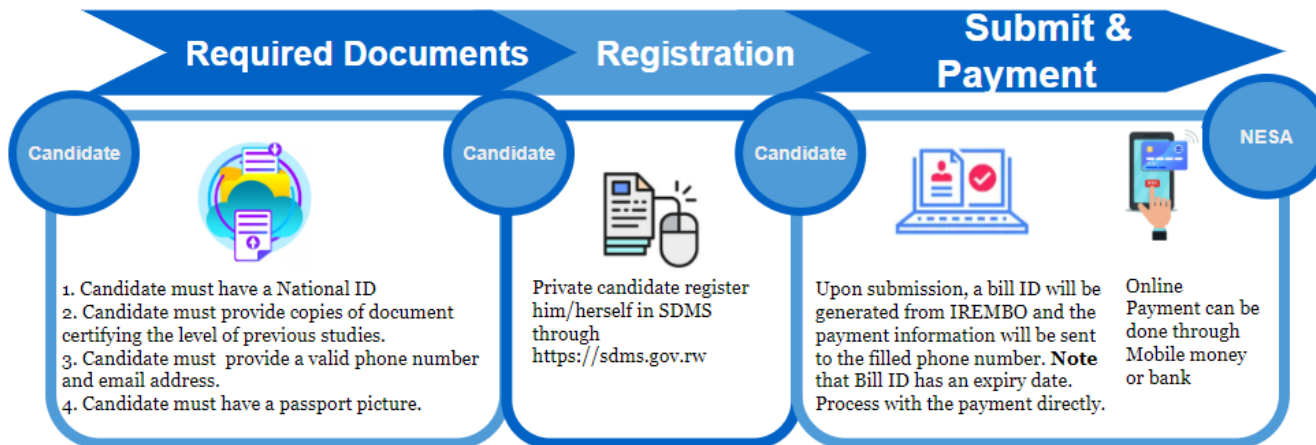 Required Documents
Registration
Submit &
Payment
Candidate
Candidate
Candidate
NESA
1. Candidate must have a National ID
2. Candidate must provide copies of document
certifying the level of previous studies.
3. Candidate must provide a valid phone number
and email address.
4. Candidate must have a passport picture.
Private candidate register
him/herself in SDMS
through
https://sdms.gov.rw
Upon submission, a bill ID will be
generated from IREMBO and the
payment information will be sent
to the filled phone number. Note
that Bill ID has an expiry date.
Process with the payment directly.
Online
Payment can be
done through
Mobile money
or bank